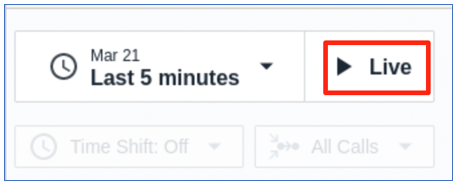 Mar 21
Last 5 minutes
Live
Time Shift: Off
All Calls